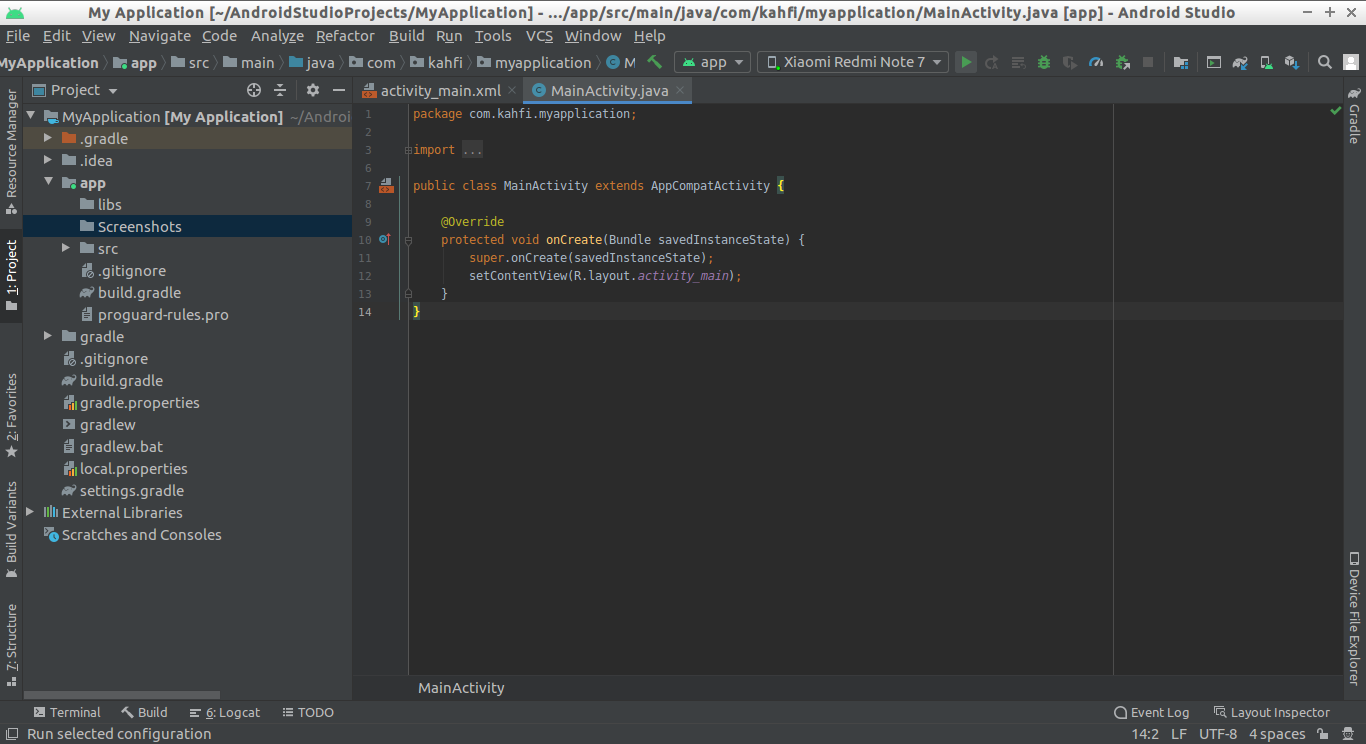 My Application [~/AndroidStudioProjects/MyApplication] - .../app/src/main/java/com/kahfi/myapplication/MainActivity.java [app] - Android Studio
File Edit View Navigate Code Analyze Refactor Build Run Tools VCS Window Help
MyApplication app src main java com kahfi myapplication M app Xiaomi Redmi Note 7
Project
activity_main.xml MainActivity.java
Resource Manager
1: Project
2: Favorites
Build Variants
7: Structure
MyApplication [My Application] ~/Androi
.gradle
.idea
app
libs
Screenshots
src
.gitignore
build.gradle
proguard-rules.pro
gradle
.gitignore
build.gradle
gradle.properties
gradlew
gradlew.bat
local.properties
settings.gradle
External Libraries
Scratches and Consoles
1 package com.kahfi.myapplication;
2
3 import ...
6
7 public class MainActivity extends AppCompatActivity {
8
9 @Override
10 protected void onCreate(Bundle savedInstanceState) {
11 super.onCreate(savedInstanceState);
12 setContentView(R.layout.activity_main);
13 }
14 }
MainActivity
Gradle
Device File Explorer
Terminal Build 6: Logcat TODO Event Log Layout Inspector
Run selected configuration 14:2 LF UTF-8 4 spaces